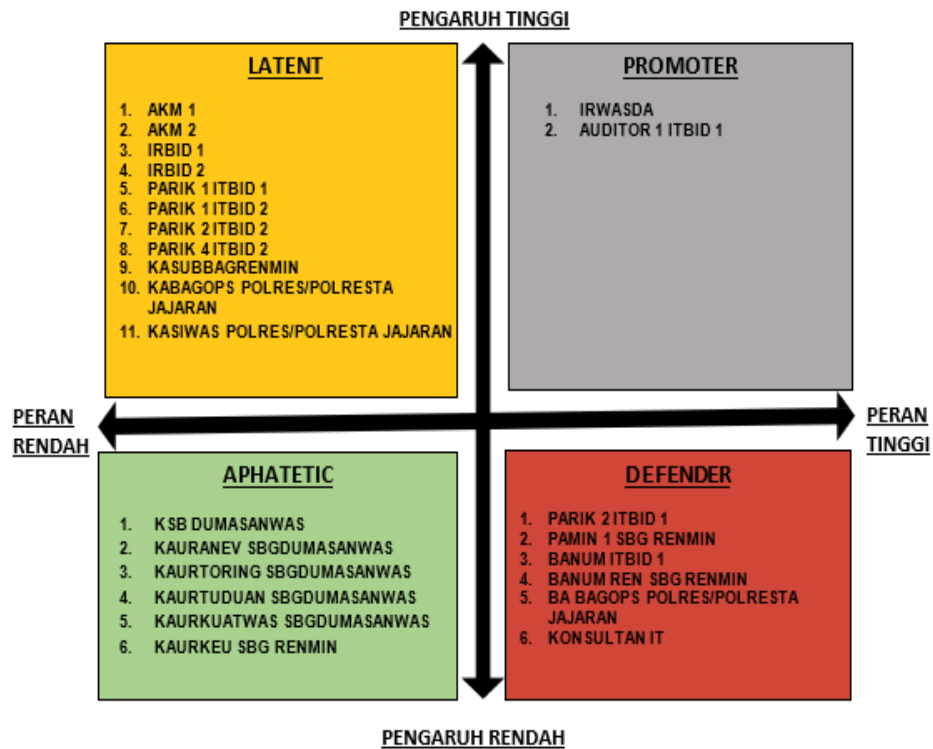 PENGARUH TINGGI
LATENT
1. AKM 1
2. AKM 2
3. IRBID 1
4. IRBID 2
5. PARIK 1 ITBID 1
6. PARIK 1 ITBID 2
7. PARIK 2 ITBID 2
8. PARIK 4 ITBID 2
9. KASUBBAGRENMIN
10. KABAGOPS POLRES/POLRESTA
JAJARAN
11. KASIWAS POLRES/POLRESTA JAJARAN
PROMOTER
1. IRWASDA
2. AUDITOR 1 ITBID 1
PERAN
RENDAH
PERAN
TINGGI
APHATETIC
1. KSB DUMASANWAS
2. KAURANEV SBGDUMASANWAS
3. KAURTORING SBGDUMASANWAS
4. KAURTUDUAN SBGDUMASANWAS
5. KAURKUATWAS SBGDUMASANWAS
6. KAURKEU SBG RENMIN
DEFENDER
1. PARIK 2 ITBID 1
2. PAMIN 1 SBG RENMIN
3. BANUM ITBID 1
4. BANUM REN SBG RENMIN
5. BA BAGOPS POLRES/POLRESTA
JAJARAN
6. KONSULTAN IT
PENGARUH RENDAH